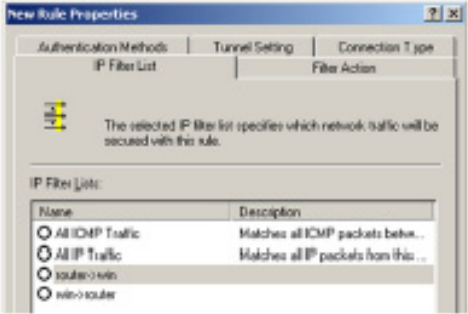 New Rule Properties
? X
Authentication Methods
Tunnel Setting
Connection Type
IP Filter List
Filter Action
The selected IP filter list specifies which network traffic will be
secured with this rule.
IP Filter Lists:
Name
Description
All ICMP Traffic
Matches all ICMP packets betw...
All IP Traffic
Matches all IP packets from this ...
router->win
win->router